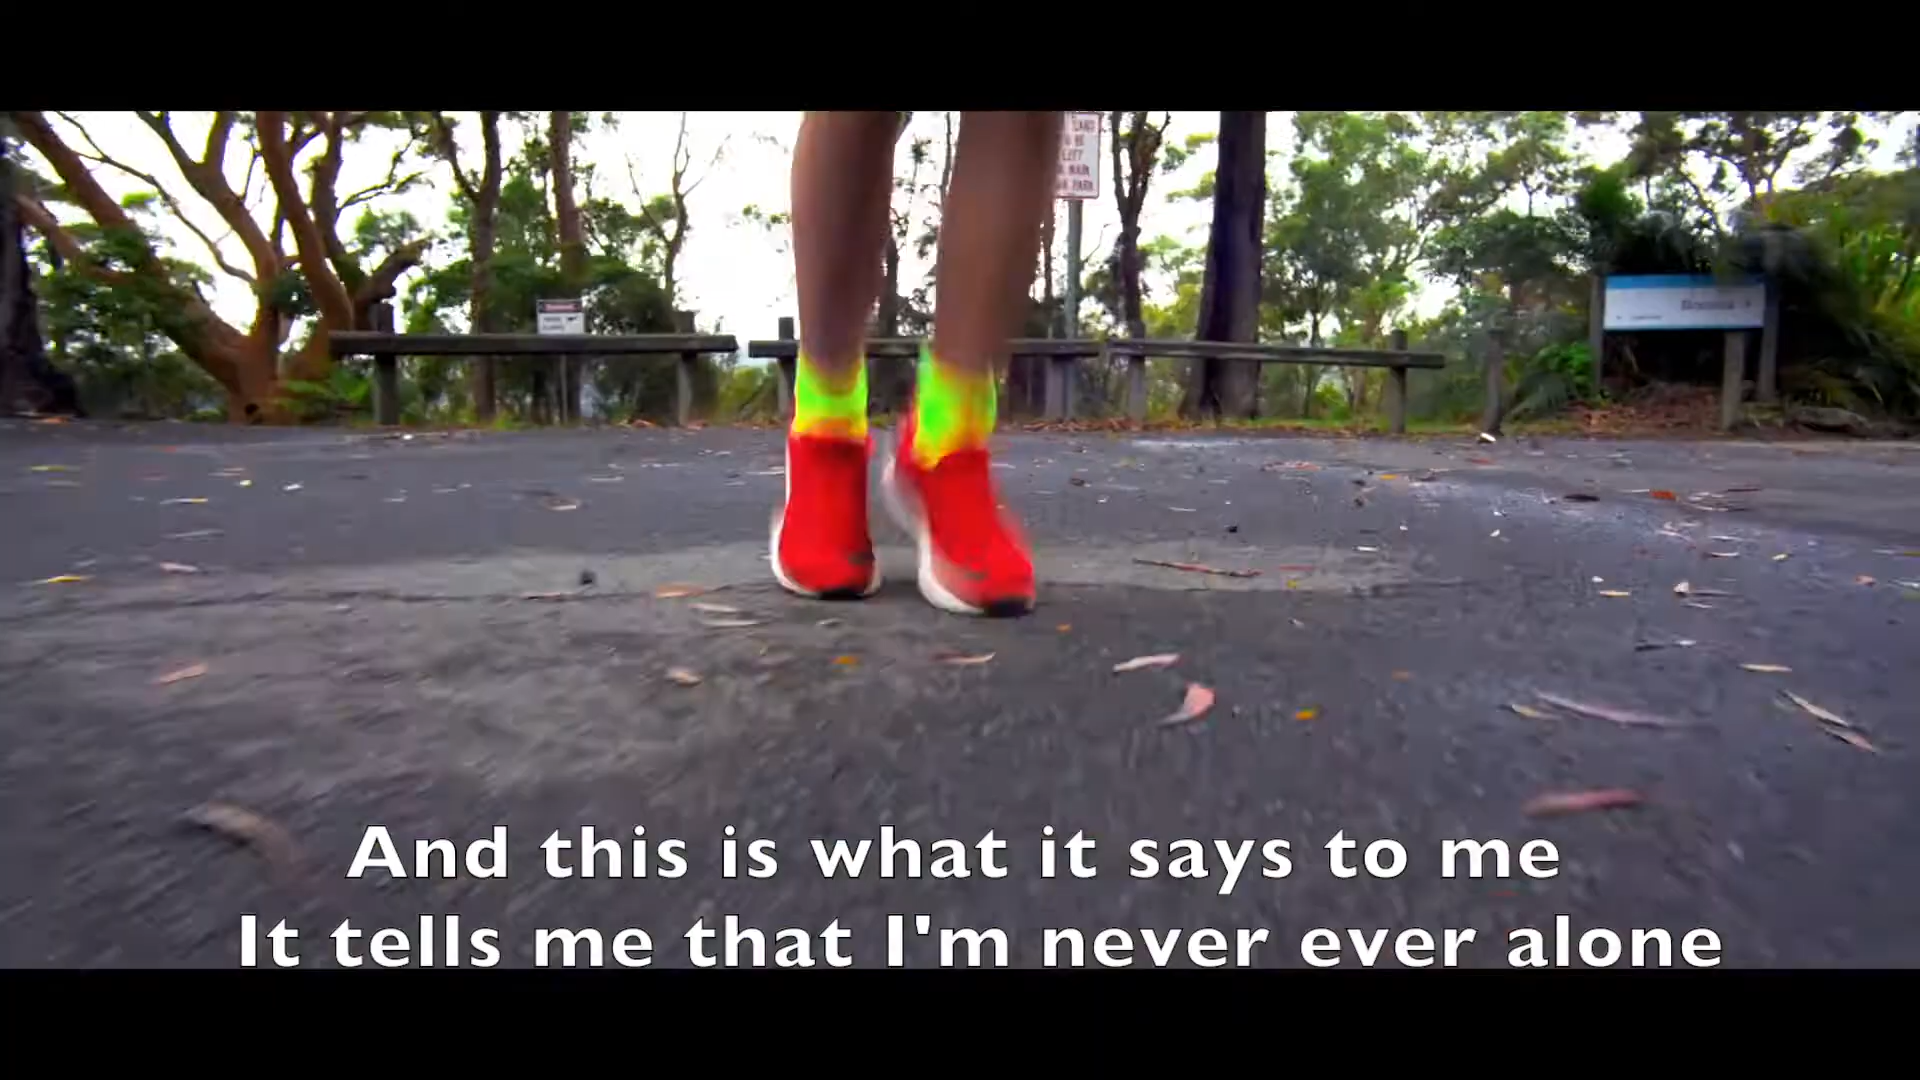 And this is what it says to me
It tells me that I'm never ever alone